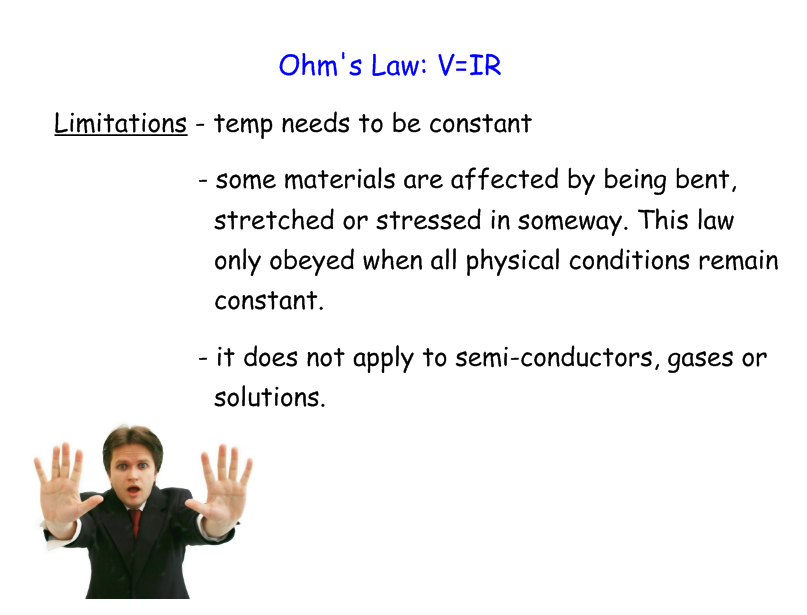 Ohm's Law: V=IR
Limitations - temp needs to be constant
- some materials are affected by being bent,
stretched or stressed in someway. This law
only obeyed when all physical conditions remain
constant.
- it does not apply to semi-conductors, gases or
solutions.